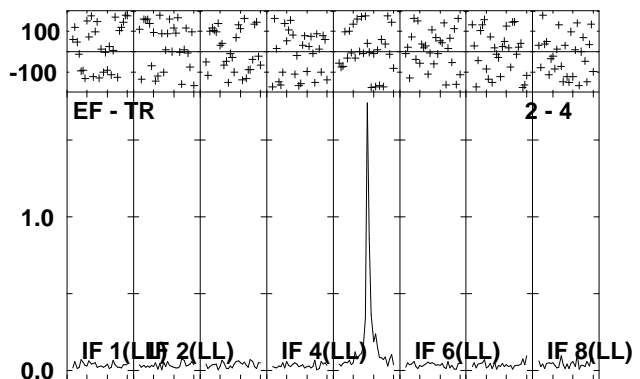 100
-100
EF - TR 2 - 4
1.0
IF 1(LL) IF 2(LL) IF 4(LL) IF 6(LL) IF 8(LL)
0.0